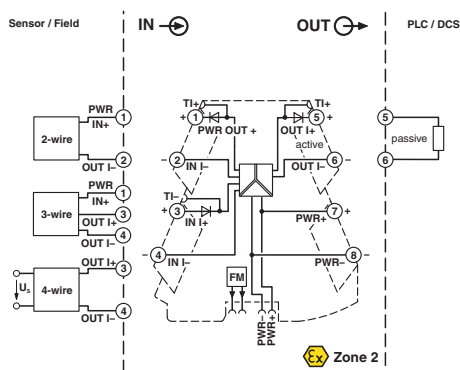 Sensor / Field
IN
OUT
PLC / DCS
TI+
TI+
PWR
1
IN+
2-wire
2
OUT I–
+
1
PWR OUT +
5
+
OUT I+
active
2
IN I–
6
OUT I–
5
passive
6
PWR
1
3-wire
OUT I+
3
4
OUT I–
TI–
+
3
IN I+
7
+
PWR+
–
4
IN I–
8
–
PWR–
OUT I+
3
Us
4-wire
4
OUT I–
FM
PWR–
PWR+
Ex
Zone 2